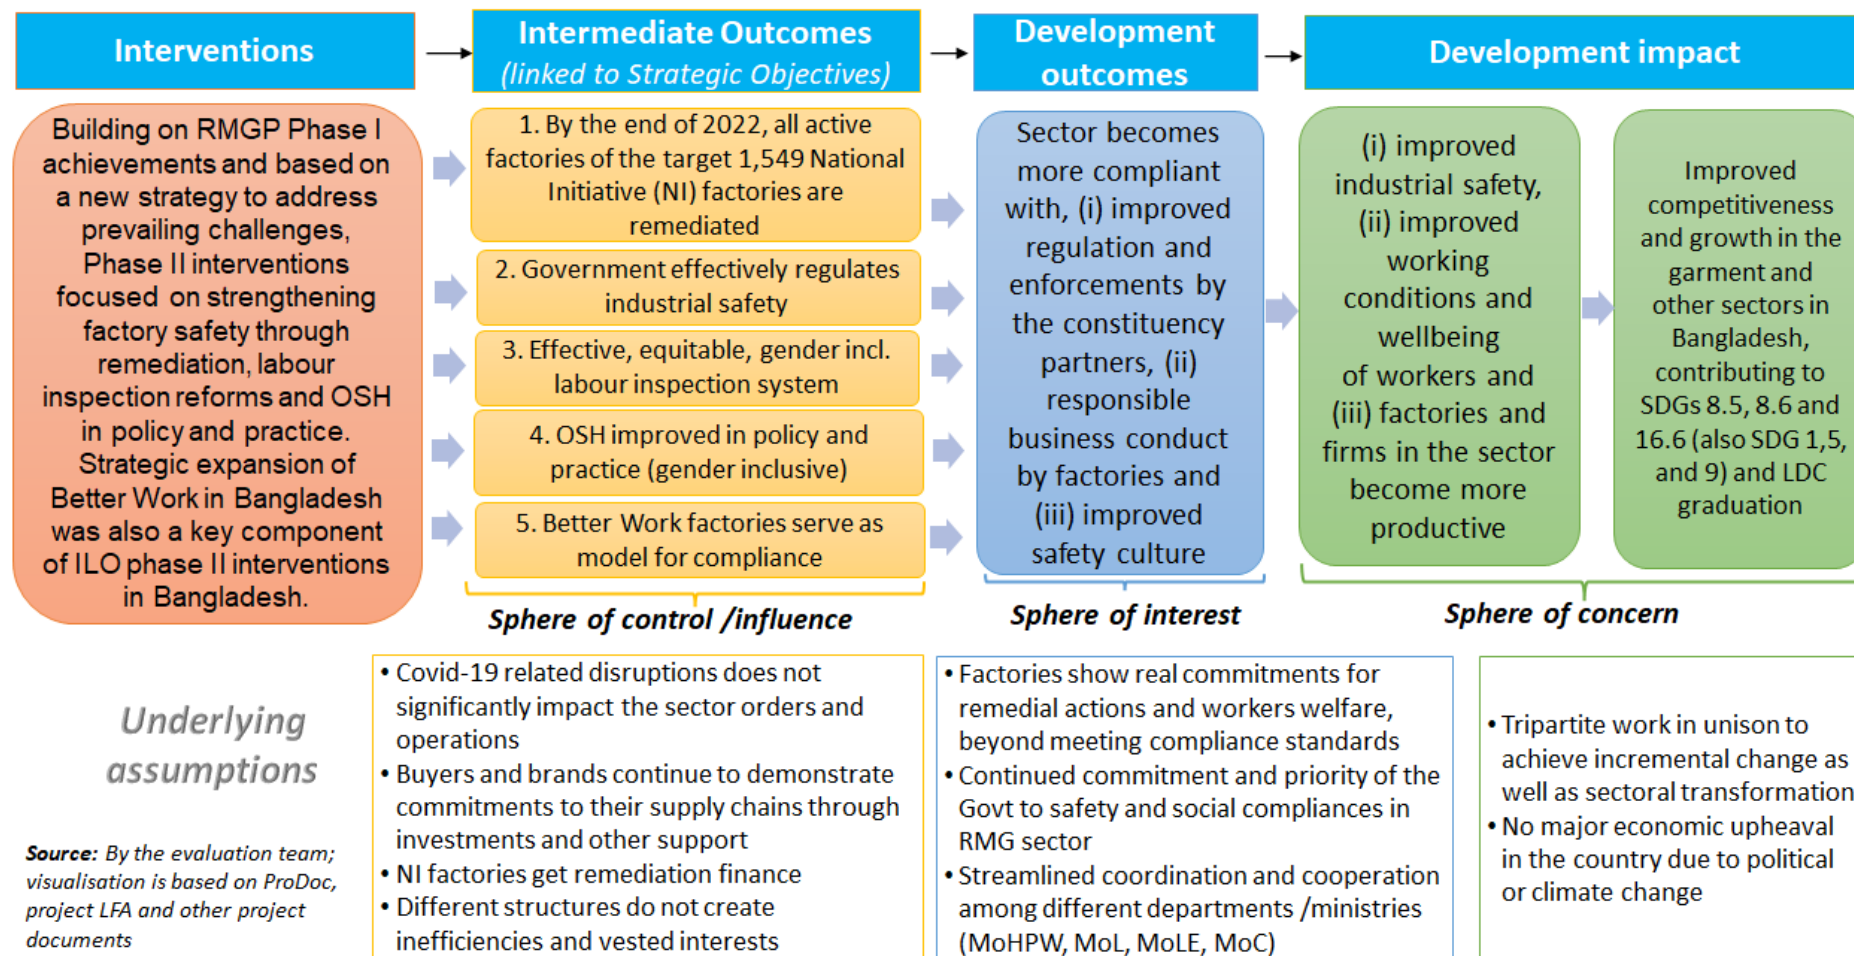 Interventions
Intermediate Outcomes
(linked to Strategic Objectives)
Development
outcomes
Development impact
Building on RMGP Phase I
achievements and based on
a new strategy to address
prevailing challenges,
Phase II interventions
focused on strengthening
factory safety through
remediation, labour
inspection reforms and OSH
in policy and practice.
Strategic expansion of
Better Work in Bangladesh
was also a key component
of ILO phase II interventions
in Bangladesh.
1. By the end of 2022, all active
factories of the target 1,549 National
Initiative (NI) factories are
remediated
2. Government effectively regulates
industrial safety
3. Effective, equitable, gender incl.
labour inspection system
4. OSH improved in policy and
practice (gender inclusive)
5. Better Work factories serve as
model for compliance
Sector becomes
more compliant
with, (i) improved
regulation and
enforcements by
the constituency
partners, (ii)
responsible
business conduct
by factories and
(iii) improved
safety culture
(i) improved
industrial safety,
(ii) improved
working
conditions and
wellbeing
of workers and
(iii) factories and
firms in the sector
become more
productive
Improved
competitiveness
and growth in the
garment and
other sectors in
Bangladesh,
contributing to
SDGs 8.5, 8.6 and
16.6 (also SDG 1,5,
and 9) and LDC
graduation
Sphere of control /influence
Sphere of interest
Sphere of concern
Underlying
assumptions
Source: By the evaluation team;
visualisation is based on ProDoc,
project LFA and other project
documents
• Covid-19 related disruptions does not
significantly impact the sector orders and
operations
• Buyers and brands continue to demonstrate
commitments to their supply chains through
investments and other support
• NI factories get remediation finance
• Different structures do not create
inefficiencies and vested interests
• Factories show real commitments for
remedial actions and workers welfare,
beyond meeting compliance standards
• Continued commitment and priority of the
Govt to safety and social compliances in
RMG sector
• Streamlined coordination and cooperation
among different departments /ministries
(MoHPW, MoL, MoLE, MoC)
• Tripartite work in unison to
achieve incremental change as
well as sectoral transformation
• No major economic upheaval
in the country due to political
or climate change